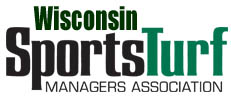 Wisconsin
SportsTurf
MANAGERS ASSOCIATION